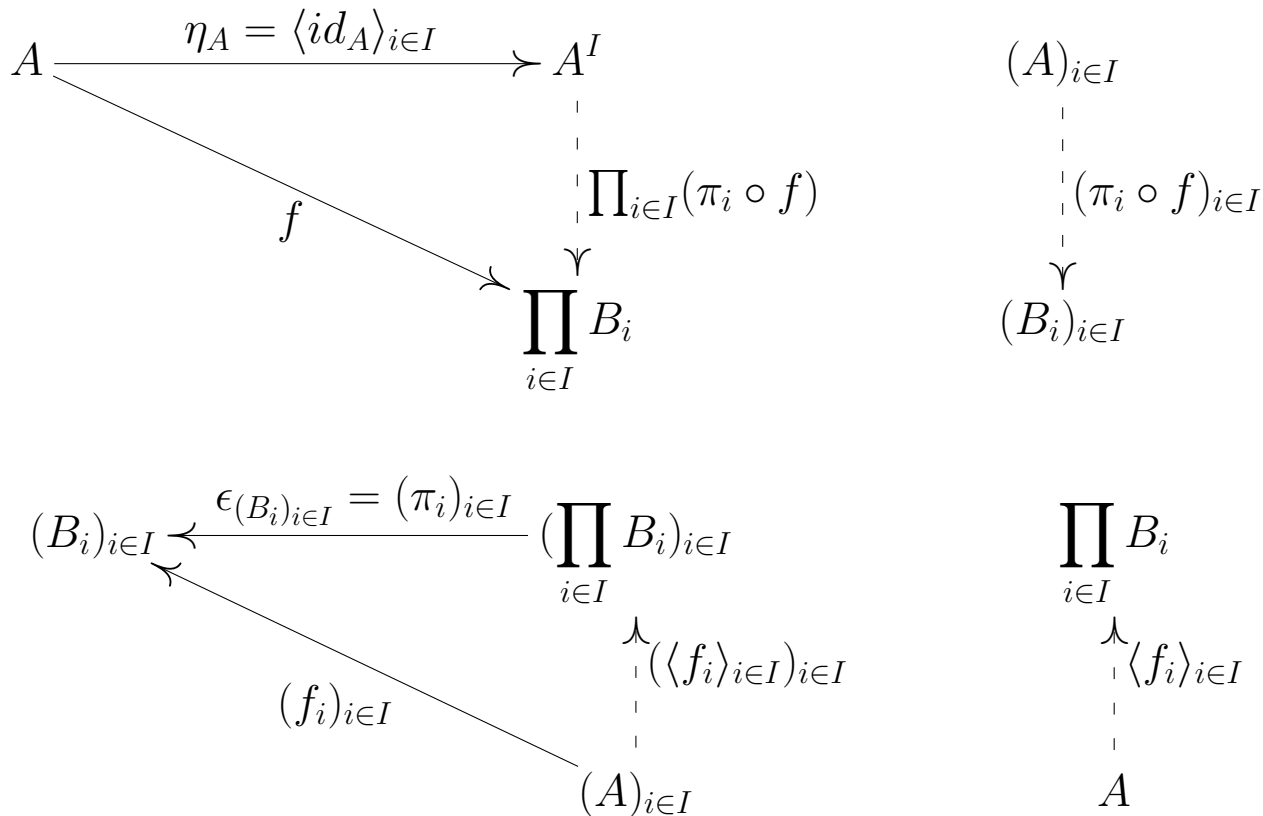 η_A = ⟨id_A⟩_{i∈I}
A A^I (A)_{i∈I}
∏_{i∈I}(π_i ∘ f) (π_i ∘ f)_{i∈I}
f
∏_{i∈I} B_i (B_i)_{i∈I}
ϵ_{(B_i)_{i∈I}} = (π_i)_{i∈I}
(B_i)_{i∈I} (∏_{i∈I} B_i)_{i∈I} ∏_{i∈I} B_i
(⟨f_i⟩_{i∈I})_{i∈I} ⟨f_i⟩_{i∈I}
(f_i)_{i∈I}
(A)_{i∈I} A